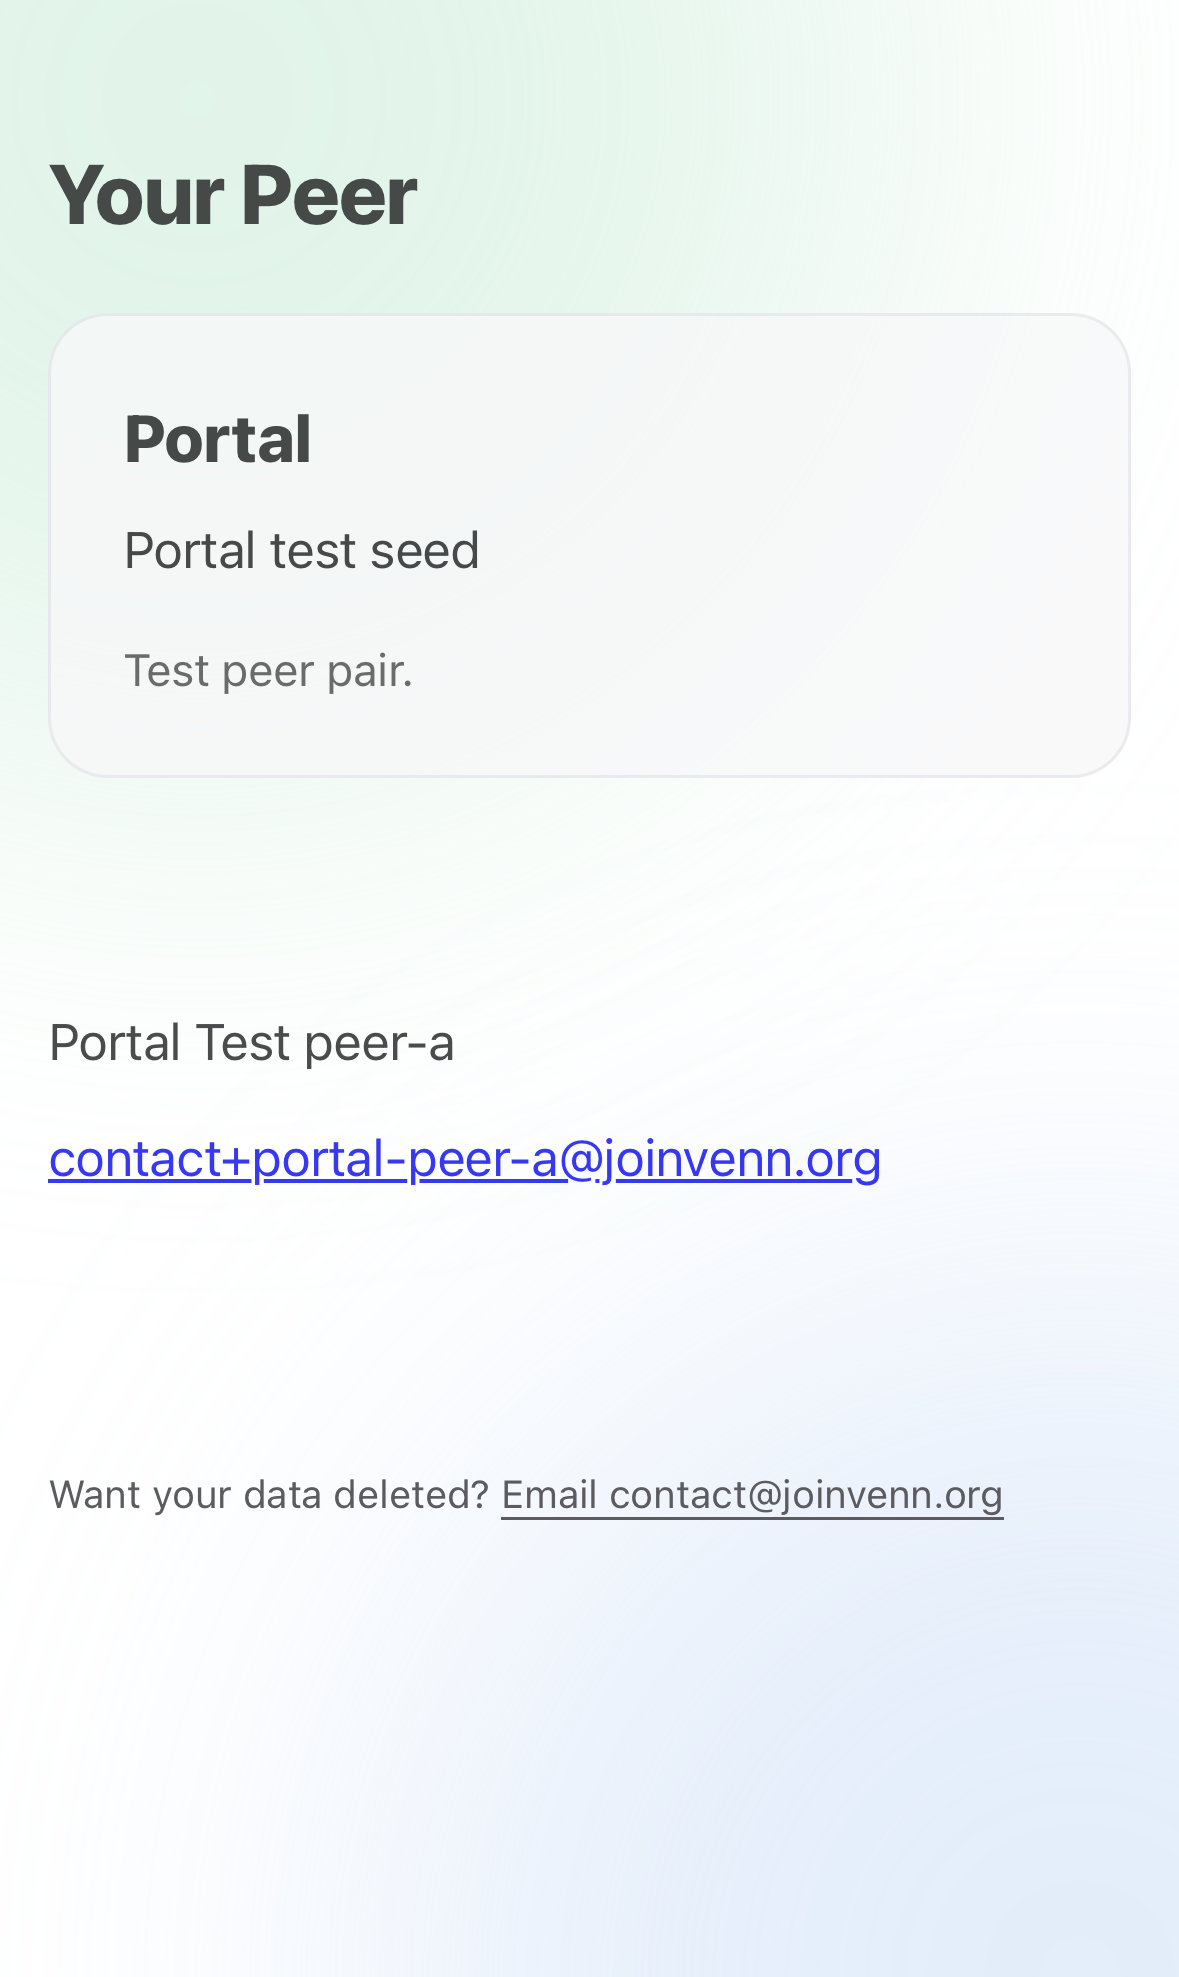 Your Peer
Portal
Portal test seed
Test peer pair.
Portal Test peer-a
contact+portal-peer-a@joinvenn.org
Want your data deleted? Email contact@joinvenn.org